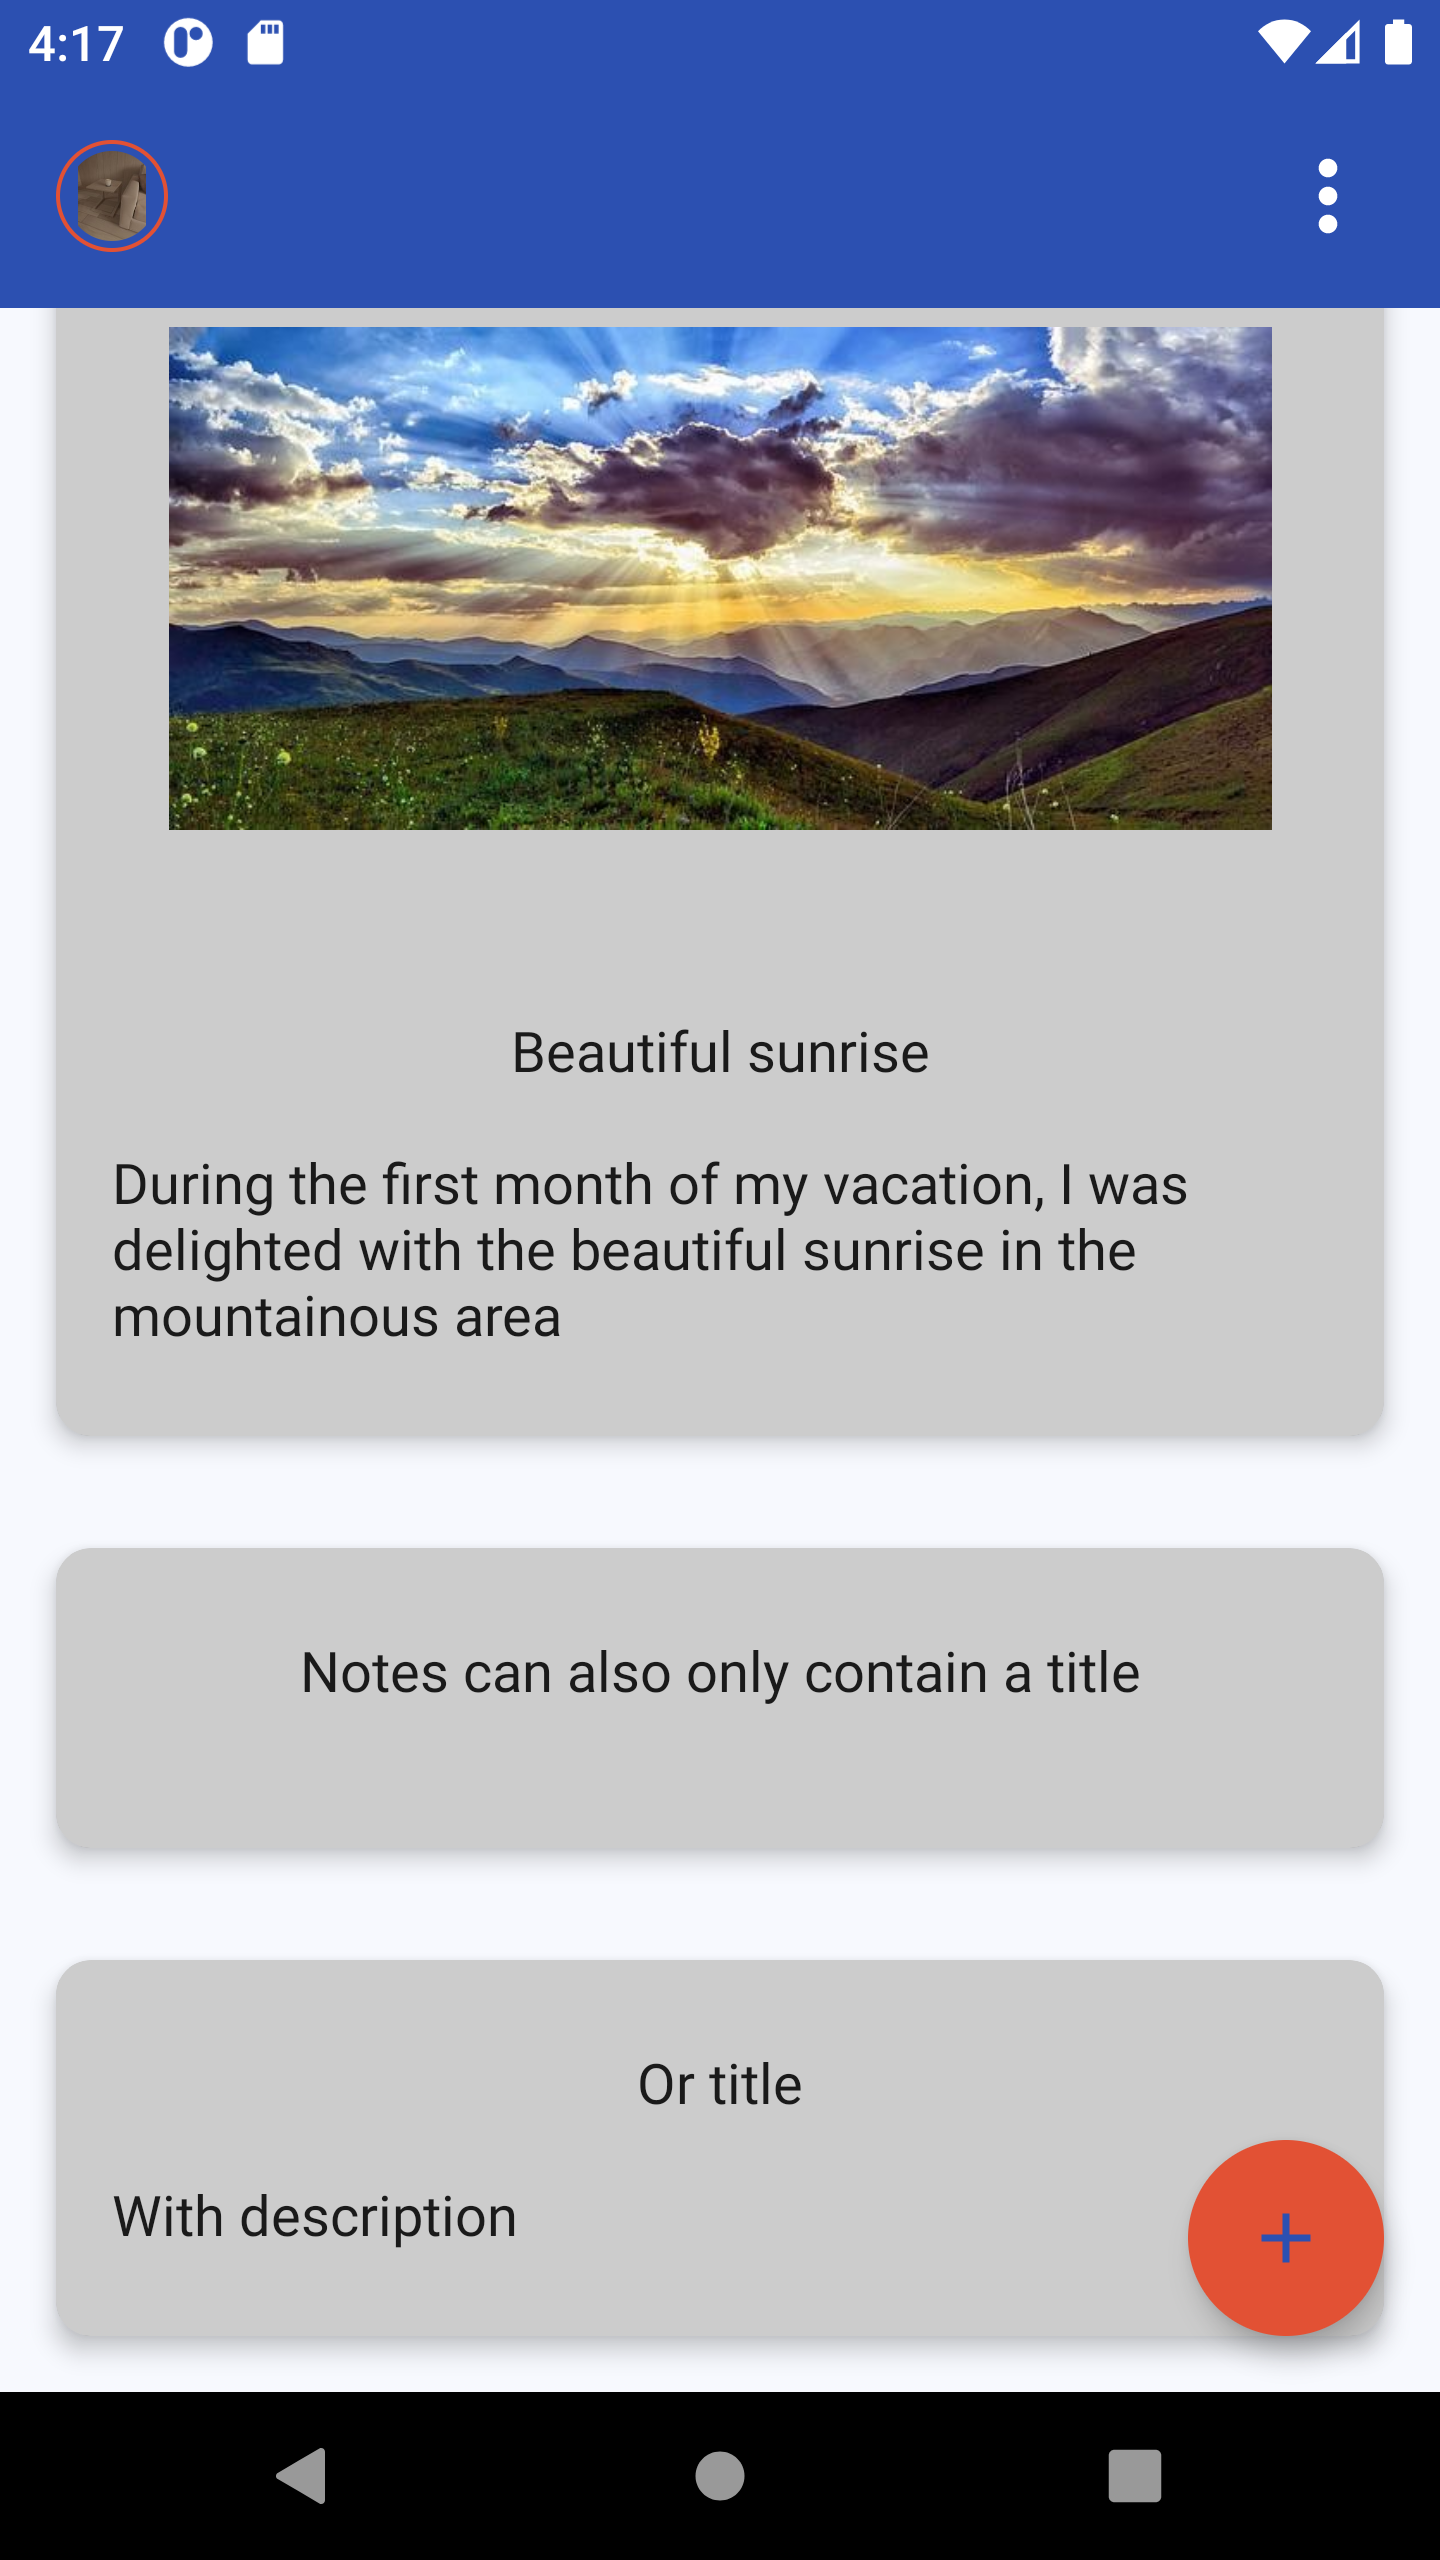 4:17
Beautiful sunrise
During the first month of my vacation, I was
delighted with the beautiful sunrise in the
mountainous area
Notes can also only contain a title
Or title
With description